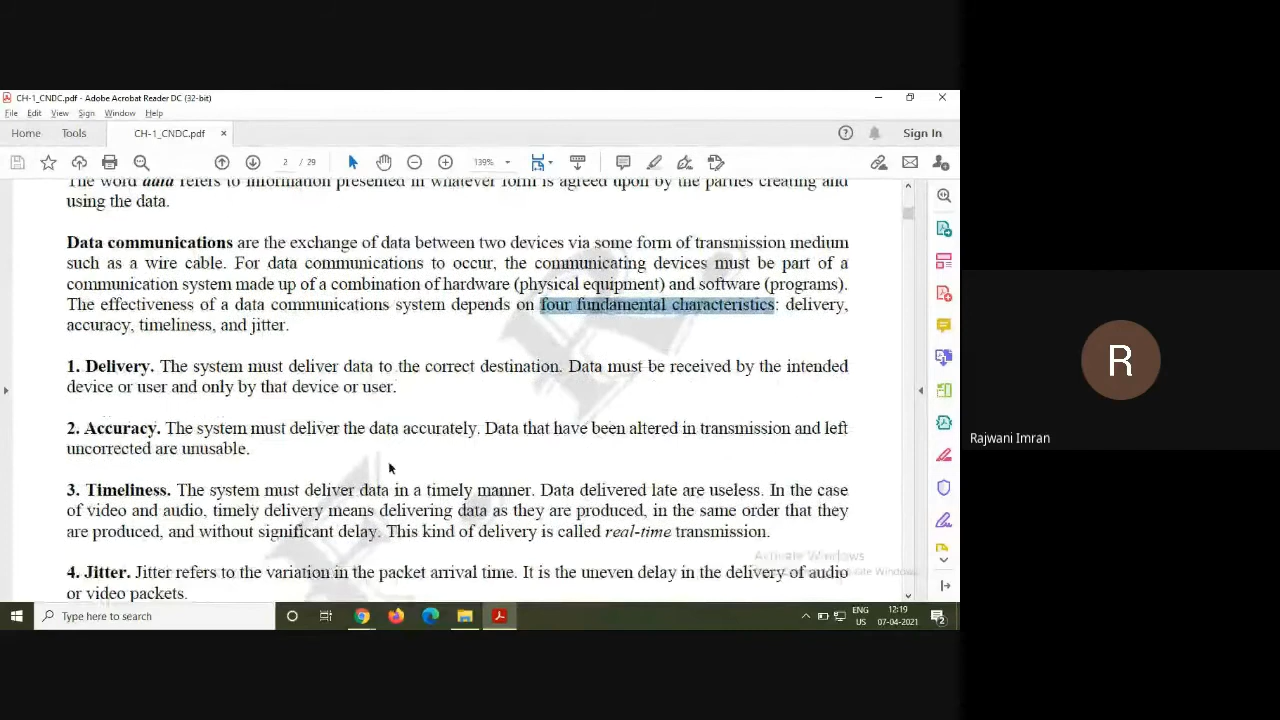 CH-1_CNDC.pdf - Adobe Acrobat Reader DC (32-bit)
File Edit View Sign Window Help
Home Tools CH-1_CNDC.pdf × Sign In
2 / 29 139%
The word data refers to information presented in whatever form is agreed upon by the parties creating and
using the data.
Data communications are the exchange of data between two devices via some form of transmission medium
such as a wire cable. For data communications to occur, the communicating devices must be part of a
communication system made up of a combination of hardware (physical equipment) and software (programs).
The effectiveness of a data communications system depends on four fundamental characteristics: delivery,
accuracy, timeliness, and jitter.
1. Delivery. The system must deliver data to the correct destination. Data must be received by the intended
device or user and only by that device or user.
2. Accuracy. The system must deliver the data accurately. Data that have been altered in transmission and left
uncorrected are unusable.
3. Timeliness. The system must deliver data in a timely manner. Data delivered late are useless. In the case
of video and audio, timely delivery means delivering data as they are produced, in the same order that they
are produced, and without significant delay. This kind of delivery is called real-time transmission.
Activate Windows
4. Jitter. Jitter refers to the variation in the packet arrival time. It is the uneven delay in the delivery of audio
or video packets.
Type here to search
ENG
US
12:19
07-04-2021
2
R
Rajwani Imran